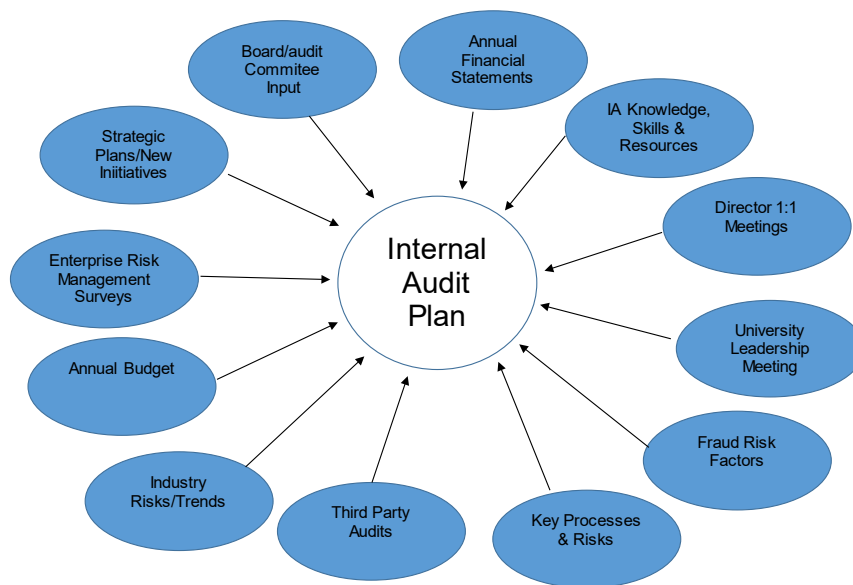 Board/audit
Commitee
Input
Annual
Financial
Statements
IA Knowledge,
Skills &
Resources
Strategic
Plans/New
Iniitiatives
Director 1:1
Meetings
Internal
Audit
Plan
Enterprise Risk
Management
Surveys
University
Leadership
Meeting
Annual Budget
Fraud Risk
Factors
Industry
Risks/Trends
Third Party
Audits
Key Processes
& Risks